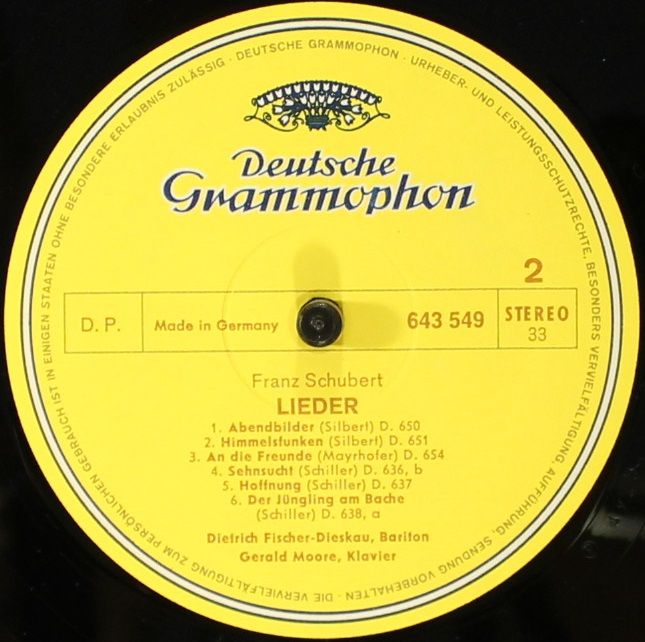 DEUTSCHE GRAMMOPHON · URHEBER- UND LEISTUNGSSCHUTZRECHTE, BESONDERS VERVIELFÄLTIGUNG, AUFFÜHRUNG, SENDUNG VORBEHALTEN · DIE VERVIELFÄLTIGUNG ZUM PERSÖNLICHEN GEBRAUCH IST IN EINIGEN STAATEN OHNE BESONDERE ERLAUBNIS ZULÄSSIG ·
Deutsche
Grammophon
2
D. P.
Made in Germany
643 549
STEREO
33
Franz Schubert
LIEDER
1. Abendbilder (Silbert) D. 650
2. Himmelsfunken (Silbert) D. 651
3. An die Freunde (Mayrhofer) D. 654
4. Sehnsucht (Schiller) D. 636, b
5. Hoffnung (Schiller) D. 637
6. Der Jüngling am Bache
(Schiller) D. 638, a
Dietrich Fischer-Dieskau, Bariton
Gerald Moore, Klavier